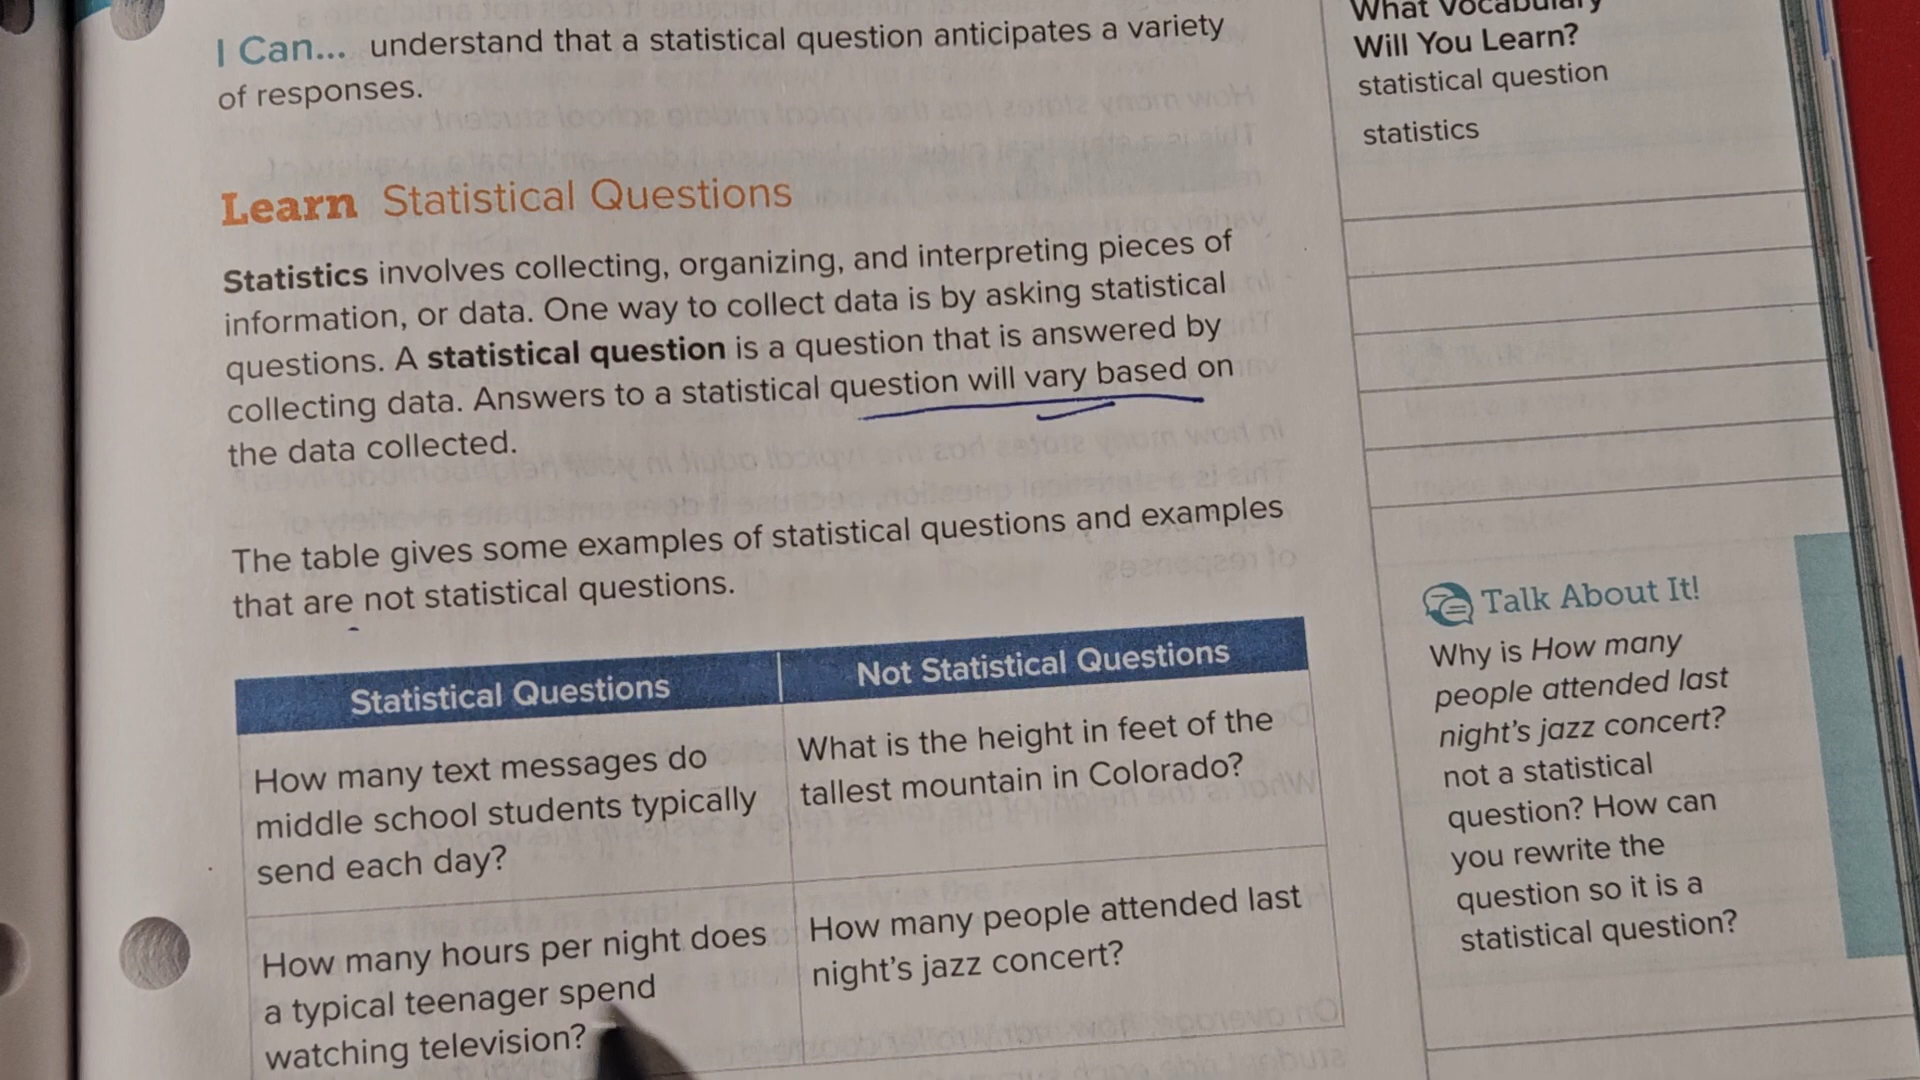 I Can... understand that a statistical question anticipates a variety
of responses.
Learn Statistical Questions
Statistics involves collecting, organizing, and interpreting pieces of
information, or data. One way to collect data is by asking statistical
questions. A statistical question is a question that is answered by
collecting data. Answers to a statistical question will vary based on
the data collected.
The table gives some examples of statistical questions and examples
that are not statistical questions.
Statistical Questions
Not Statistical Questions
How many text messages do
middle school students typically
send each day?
What is the height in feet of the
tallest mountain in Colorado?
How many hours per night does
a typical teenager spend
watching television?
How many people attended last
night's jazz concert?
What Vocabulary
Will You Learn?
statistical question
statistics
Talk About It!
Why is How many
people attended last
night's jazz concert?
not a statistical
question? How can
you rewrite the
question so it is a
statistical question?